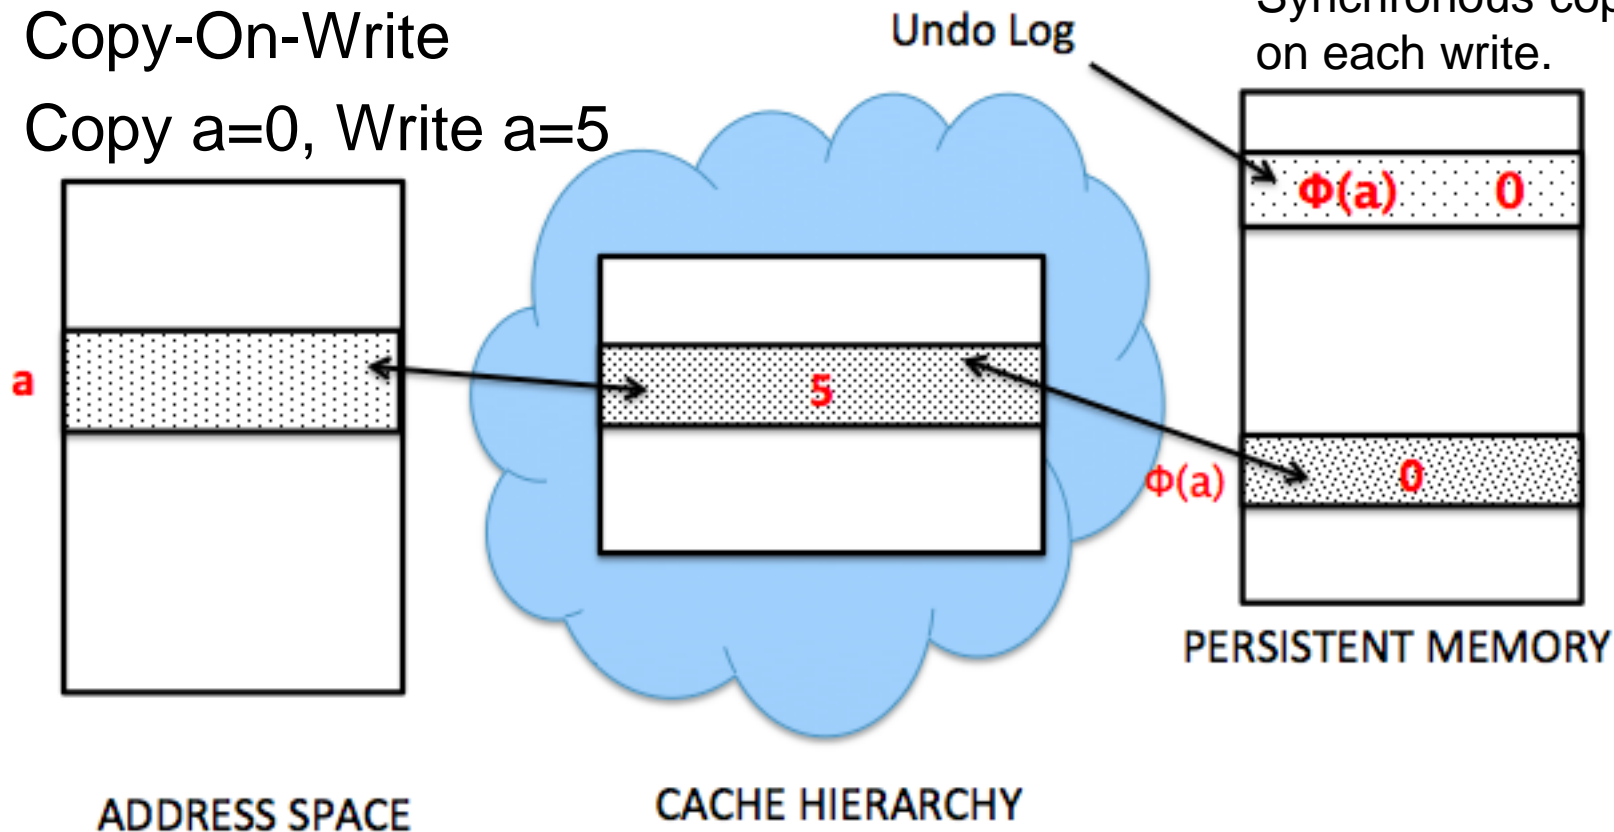 Copy-On-Write
Copy a=0, Write a=5
Undo Log
Synchronous
on each write.
Φ(a) 0
a
5
Φ(a)
0
PERSISTENT MEMORY
ADDRESS SPACE
CACHE HIERARCHY